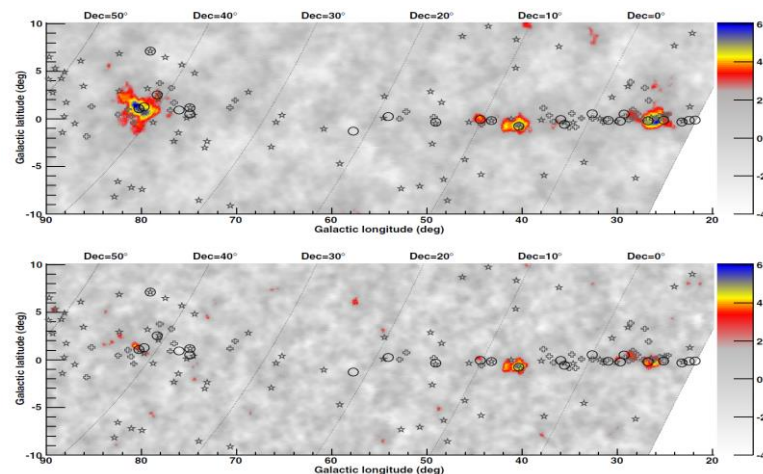 Dec=50° Dec=40° Dec=30° Dec=20° Dec=10° Dec=0°
10
5
0
-5
-10
Galactic latitude (deg)
90 80 70 60 50 40 30 20
Galactic longitude (deg)
6
4
2
0
-2
-4
Dec=50° Dec=40° Dec=30° Dec=20° Dec=10° Dec=0°
10
5
0
-5
-10
Galactic latitude (deg)
90 80 70 60 50 40 30 20
Galactic longitude (deg)
6
4
2
0
-2
-4